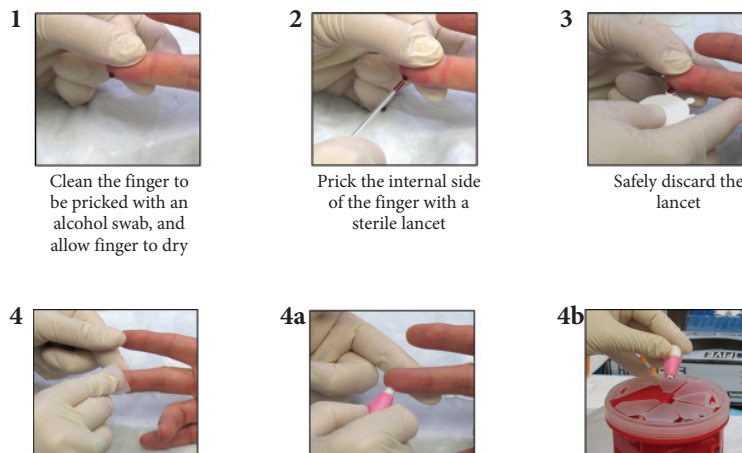 1
Clean the finger to
be pricked with an
alcohol swab, and
allow finger to dry
2
Prick the internal side
of the finger with a
sterile lancet
3
Safely discard the
lancet
4
4a
4b